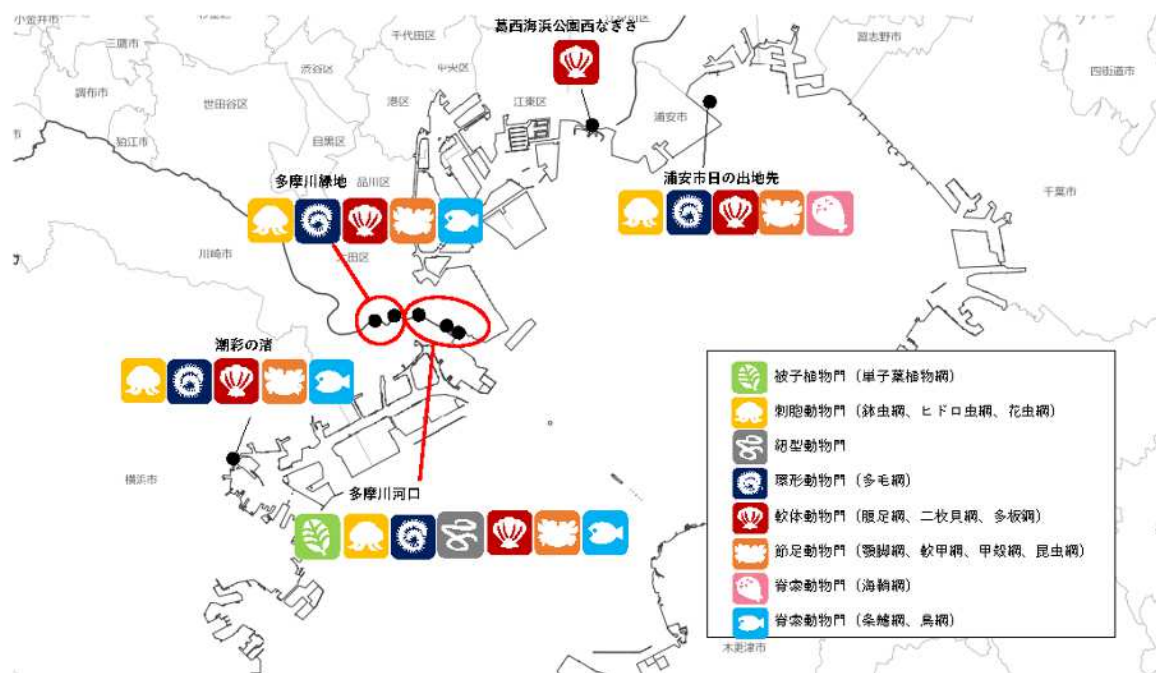 小金井市
三鷹市
調布市
狛江市
世田谷区
渋谷区
目黒区
千代田区
中央区
港区
品川区
江東区
葛西海浜公園西なぎさ
浦安市
習志野市
四街道市
千葉市
多摩川緑地
浦安市日の出地先
川崎市
大田区
潮彩の渚
横浜市
多摩川河口
被子植物門（単子葉植物綱）
刺胞動物門（鉢虫綱、ヒドロ虫綱、花虫綱）
紐型動物門
環形動物門（多毛綱）
軟体動物門（腹足綱、二枚貝綱、多板綱）
節足動物門（顎脚綱、軟甲綱、甲殻綱、昆虫綱）
脊索動物門（海鞘綱）
脊索動物門（条鰭綱、鳥綱）
木更津市